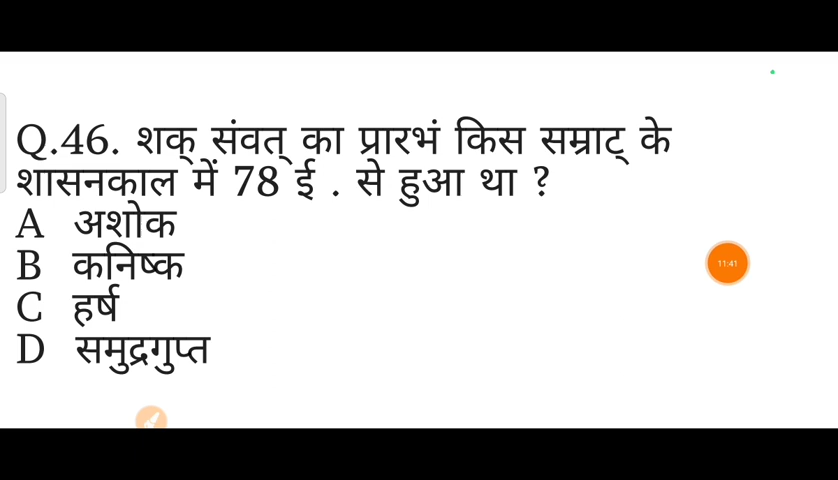 Q.46. शक् संवत् का प्रारभं किस सम्राट् के
शासनकाल में 78 ई . से हुआ था ?
A अशोक
B कनिष्क
C हर्ष
D समुद्रगुप्त
11:41